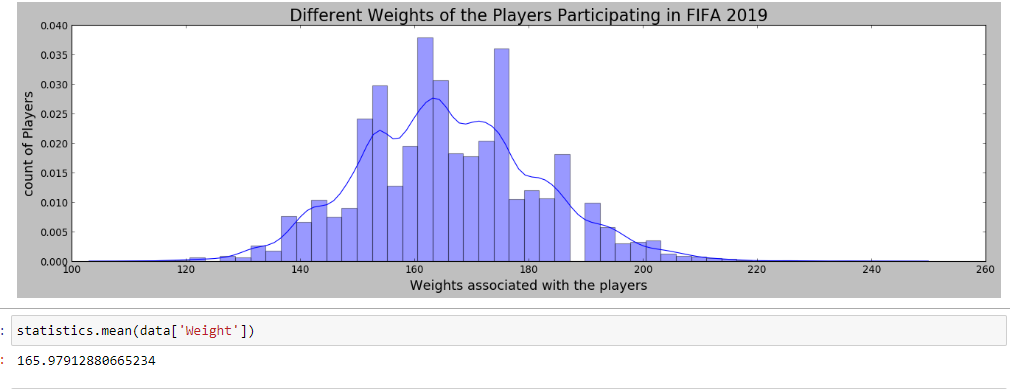 Different Weights of the Players Participating in FIFA 2019
0.040
0.035
0.030
0.025
0.020
0.015
0.010
0.005
0.000
count of Players
100 120 140 160 180 200 220 240 260
Weights associated with the players
: statistics.mean(data['Weight'])
: 165.97912880665234